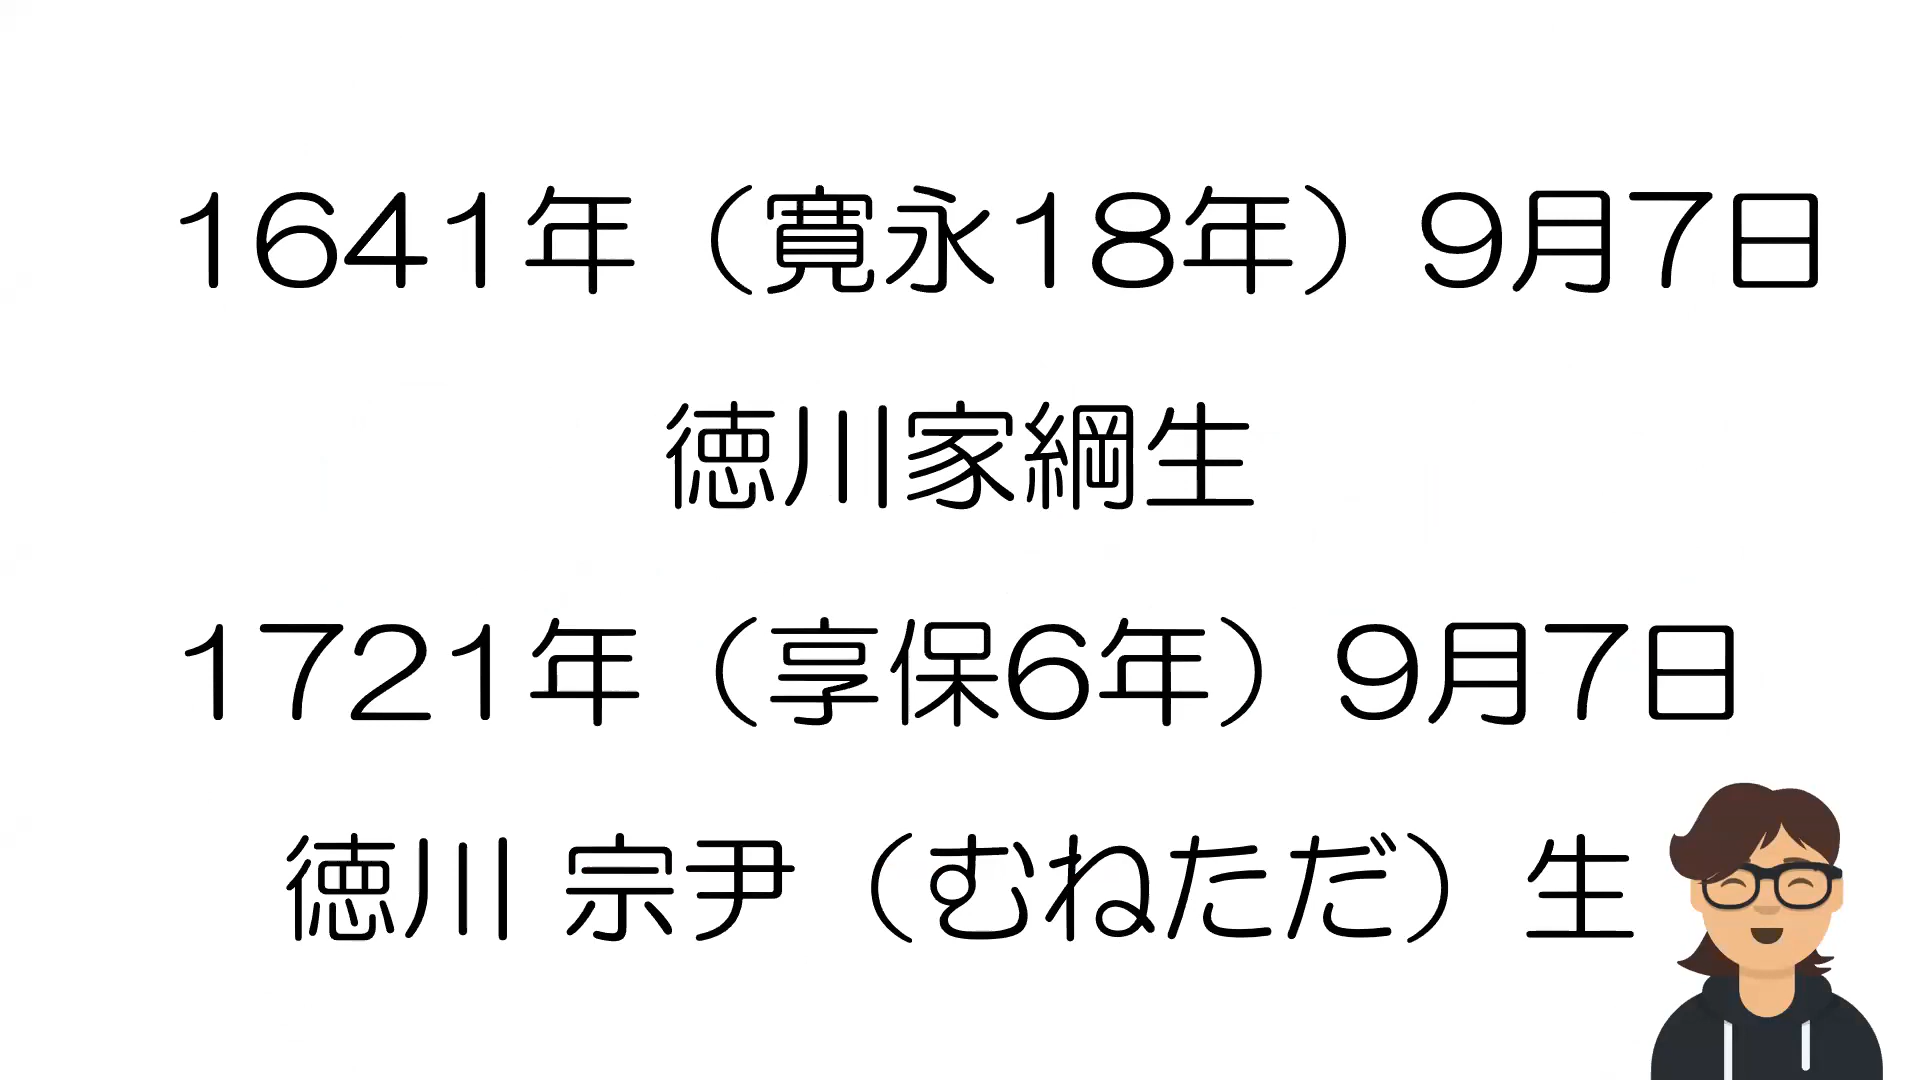 1641年（寛永18年）9月7日
徳川家綱生
1721年（享保6年）9月7日
徳川 宗尹（むねただ）生